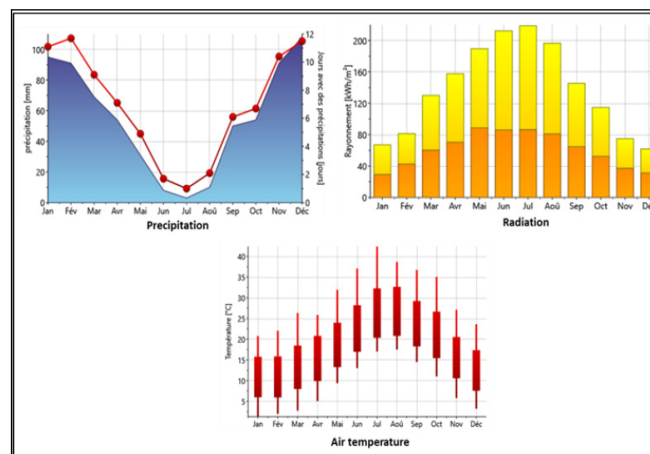 précipitation [mm]
100
80
60
40
20
0
12
10
8
6
4
2
0
Jours avec des précipitations [jours]
Jan Fév Mar Avr Mai Jun Jul Aoû Sep Oct Nov Déc
Precipitation
Rayonnement [kWh/m²]
200
160
120
80
40
0
Jan Fév Mar Avr Mai Jun Jul Aoû Sep Oct Nov Dé
Radiation
Température [°C]
40
35
30
25
20
15
10
5
Jan Fév Mar Avr Mai Jun Jul Aoû Sep Oct Nov Déc
Air temperature